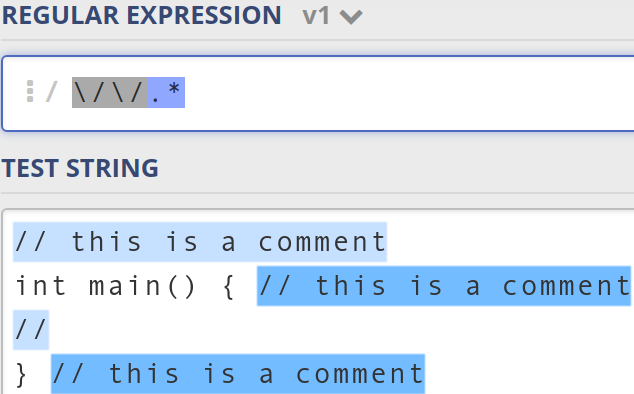 REGULAR EXPRESSION v1
/ \/\/.*
TEST STRING
// this is a comment
int main() { // this is a comment
//
} // this is a comment